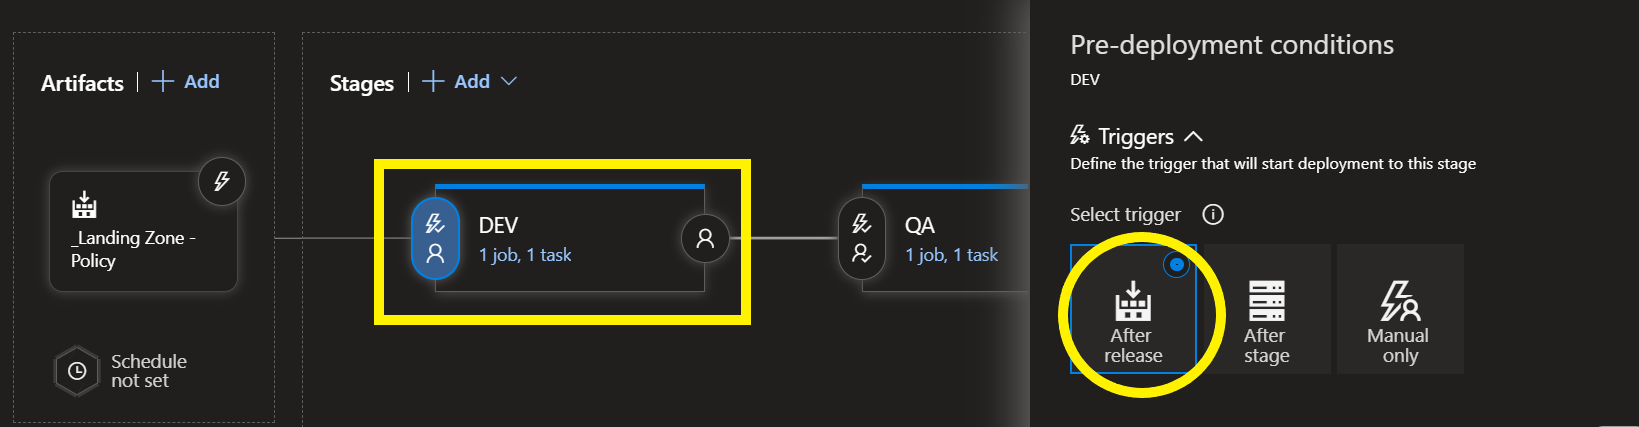 Artifacts
Add
_Landing Zone -
Policy
Schedule
not set
Stages
Add
DEV
1 job, 1 task
QA
1 job, 1 task
Pre-deployment conditions
DEV
Triggers
Define the trigger that will start deployment to this stage
Select trigger
After
release
After
stage
Manual
only